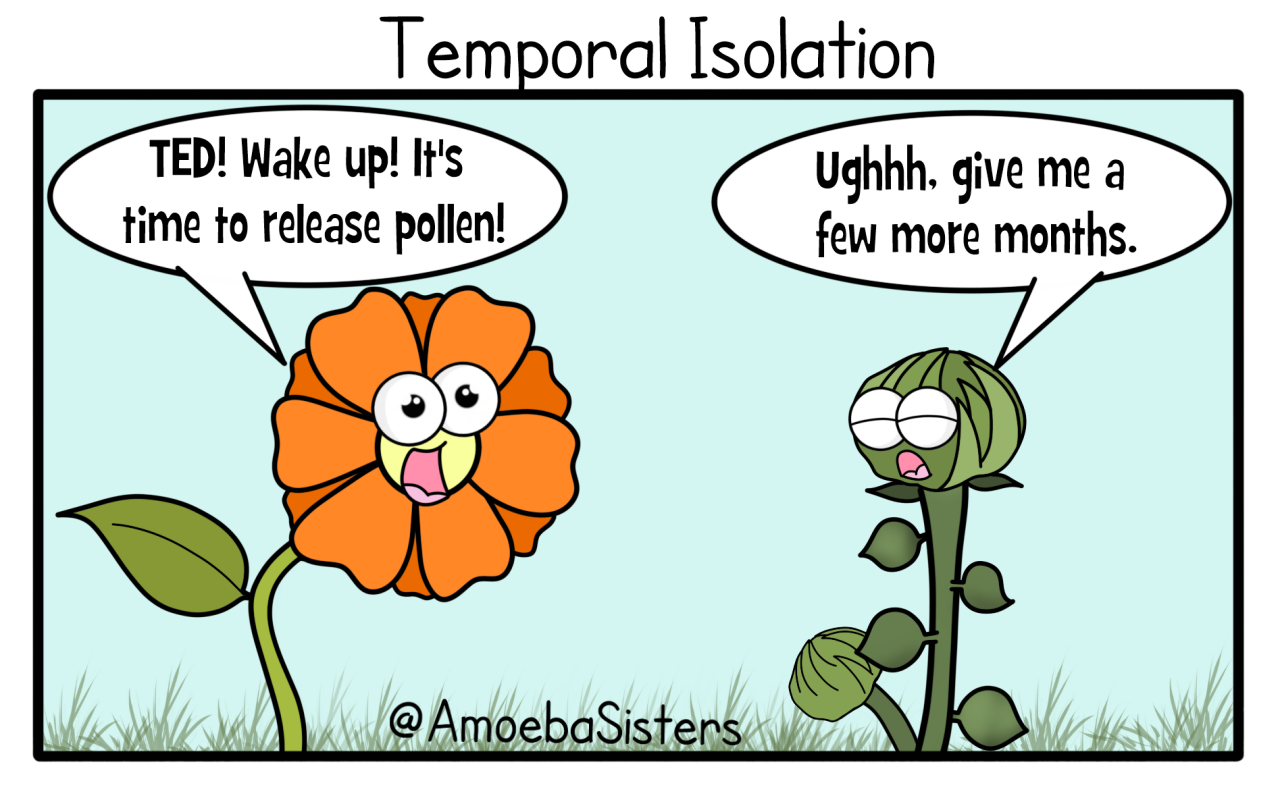 Temporal Isolation
TED! Wake up! It's
time to release pollen!
Ughhh, give me a
few more months.
@AmoebaSisters